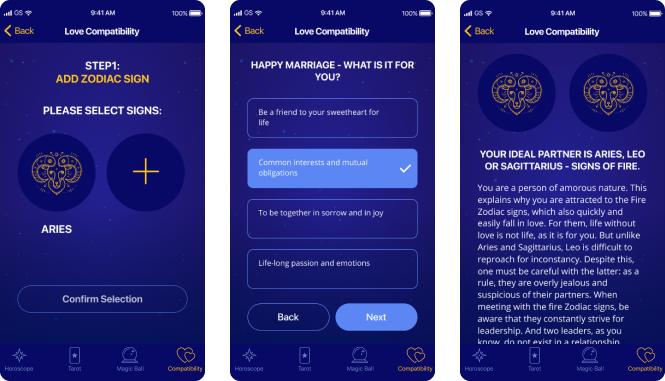 GS 9:41 AM 100%
Back Love Compatibility
STEP1:
ADD ZODIAC SIGN
PLEASE SELECT SIGNS:
ARIES
Confirm Selection
Horoscope Tarot Magic Ball Compatibility
GS 9:41 AM 100%
Back Love Compatibility
HAPPY MARRIAGE - WHAT IS IT FOR
YOU?
Be a friend to your sweetheart for
life
Common interests and mutual
obligations
To be together in sorrow and in joy
Life-long passion and emotions
Back Next
Horoscope Tarot Magic Ball Compatibility
GS 9:41 AM 100%
Back Love Compatibility
YOUR IDEAL PARTNER IS ARIES, LEO
OR SAGITTARIUS - SIGNS OF FIRE.
You are a person of amorous nature. This
explains why you are attracted to the Fire
Zodiac signs, which also quickly and
easily fall in love. For them, life without
love is not life, as it is for you. But unlike
Aries and Sagittarius, Leo is difficult to
reproach for inconstancy. Despite this,
one must be careful with the latter: as a
rule, they are overly jealous and
suspicious of their partners. When
meeting with the fire Zodiac signs, be
aware that they constantly strive for
leadership. And two leaders, as you
know, do not exist in a relationship
Horoscope Tarot Magic Ball Compatibility